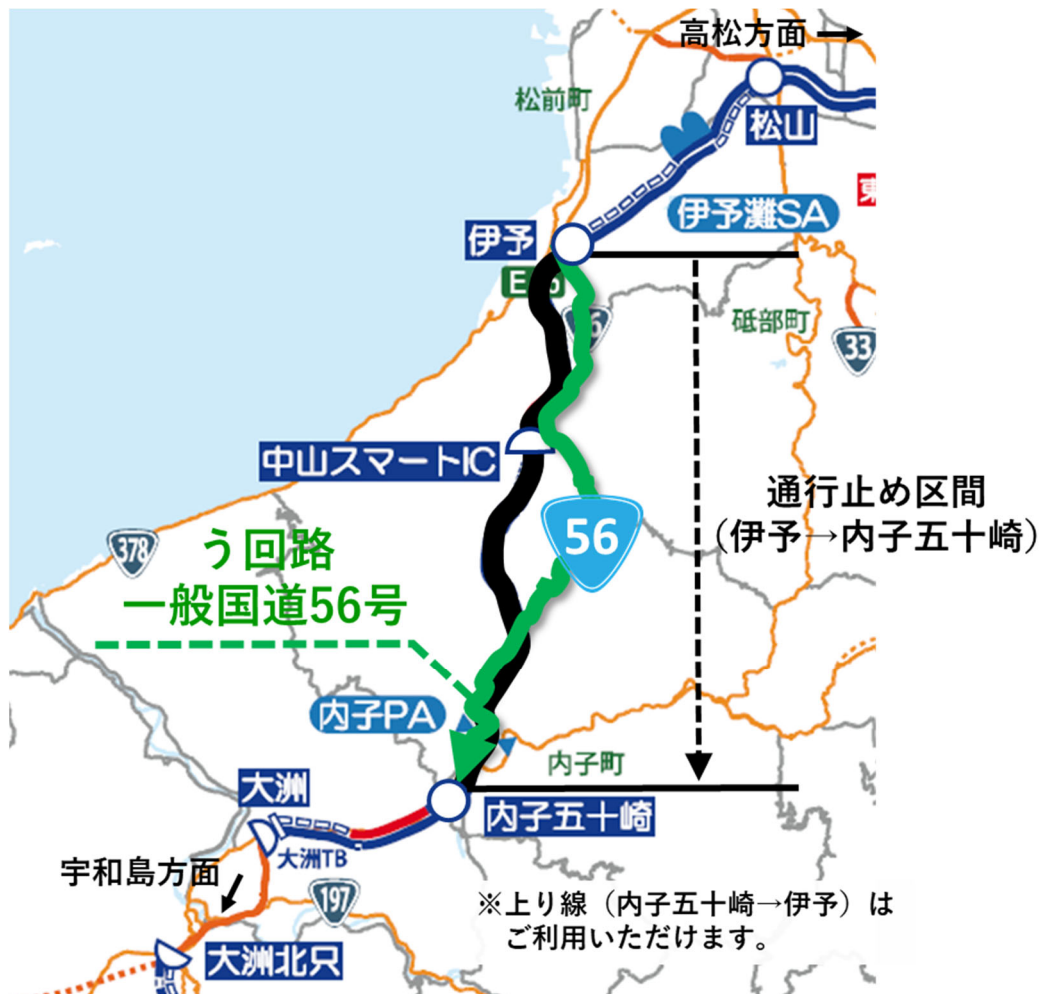 高松方面
松前町
松山
伊予灘SA
伊予
砥部町
33
中山スマートIC
通行止め区間
(伊予→内子五十崎)
56
378
う回路
一般国道56号
内子PA
内子町
大洲
内子五十崎
大洲TB
宇和島方面
197
※上り線（内子五十崎→伊予）は
ご利用いただけます。
大洲北只